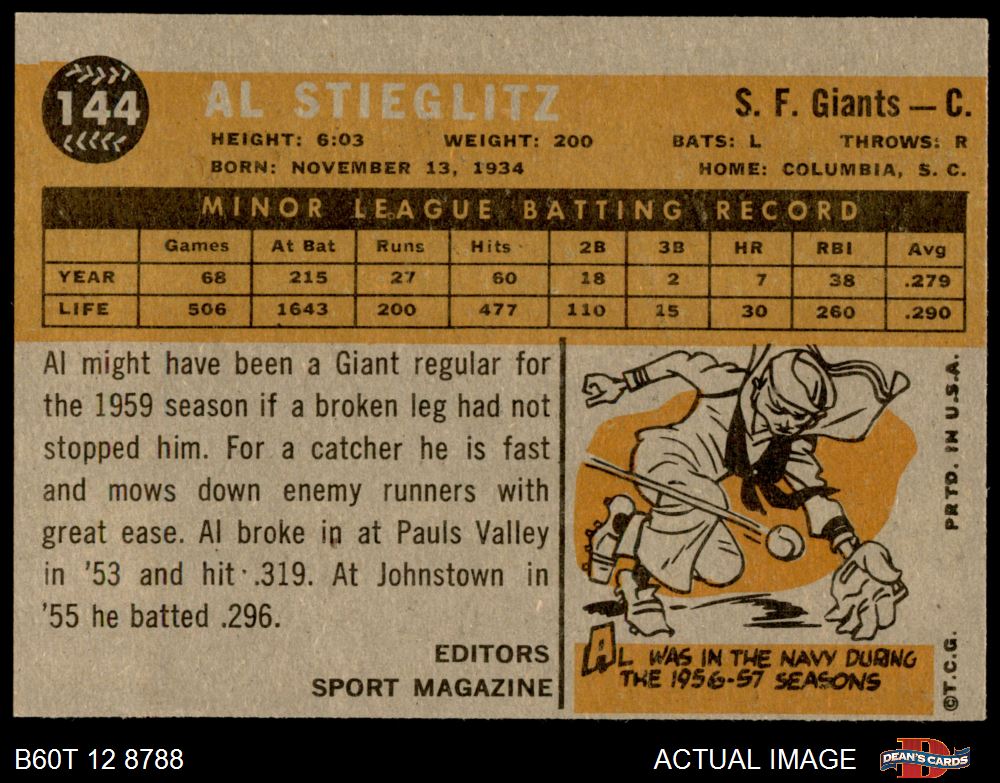 144
AL STIEGLITZ
S. F. Giants — C.
HEIGHT: 6:03 WEIGHT: 200 BATS: L THROWS: R
BORN: NOVEMBER 13, 1934 HOME: COLUMBIA, S. C.
MINOR LEAGUE BATTING RECORD
Games At Bat Runs Hits 2B 3B HR RBI Avg
YEAR 68 215 27 60 18 2 7 38 .279
LIFE 506 1643 200 477 110 15 30 260 .290
Al might have been a Giant regular for
the 1959 season if a broken leg had not
stopped him. For a catcher he is fast
and mows down enemy runners with
great ease. Al broke in at Pauls Valley
in '53 and hit .319. At Johnstown in
'55 he batted .296.
EDITORS
SPORT MAGAZINE
AL WAS IN THE NAVY DURING
THE 1956-57 SEASONS
©T.C.G. PRTD. IN U.S.A.
B60T 12 8788
ACTUAL IMAGE
D
DEAN'S CARDS